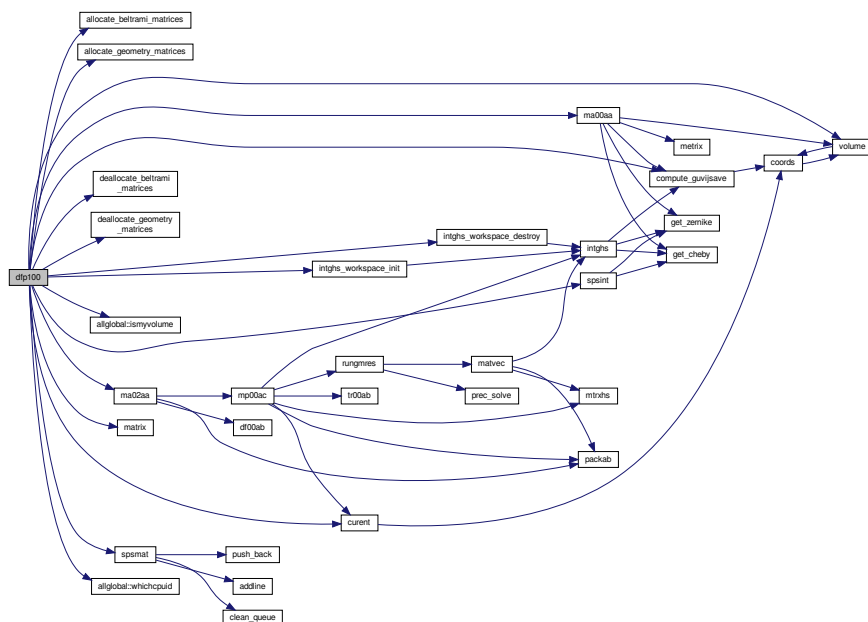 allocate_beltrami_matrices
allocate_geometry_matrices
ma00aa
volume
metrix
coords
deallocate_beltrami
_matrices
compute_guvijsave
deallocate_geometry
_matrices
get_zernike
intghs_workspace_destroy
intghs
get_cheby
intghs_workspace_init
dfp100
spsint
allglobal::ismyvolume
rungmres
matvec
ma02aa
mp00ac
tr00ab
prec_solve
mtrxhs
matrix
df00ab
packab
curent
spsmat
push_back
allglobal::whichcpuid
addline
clean_queue